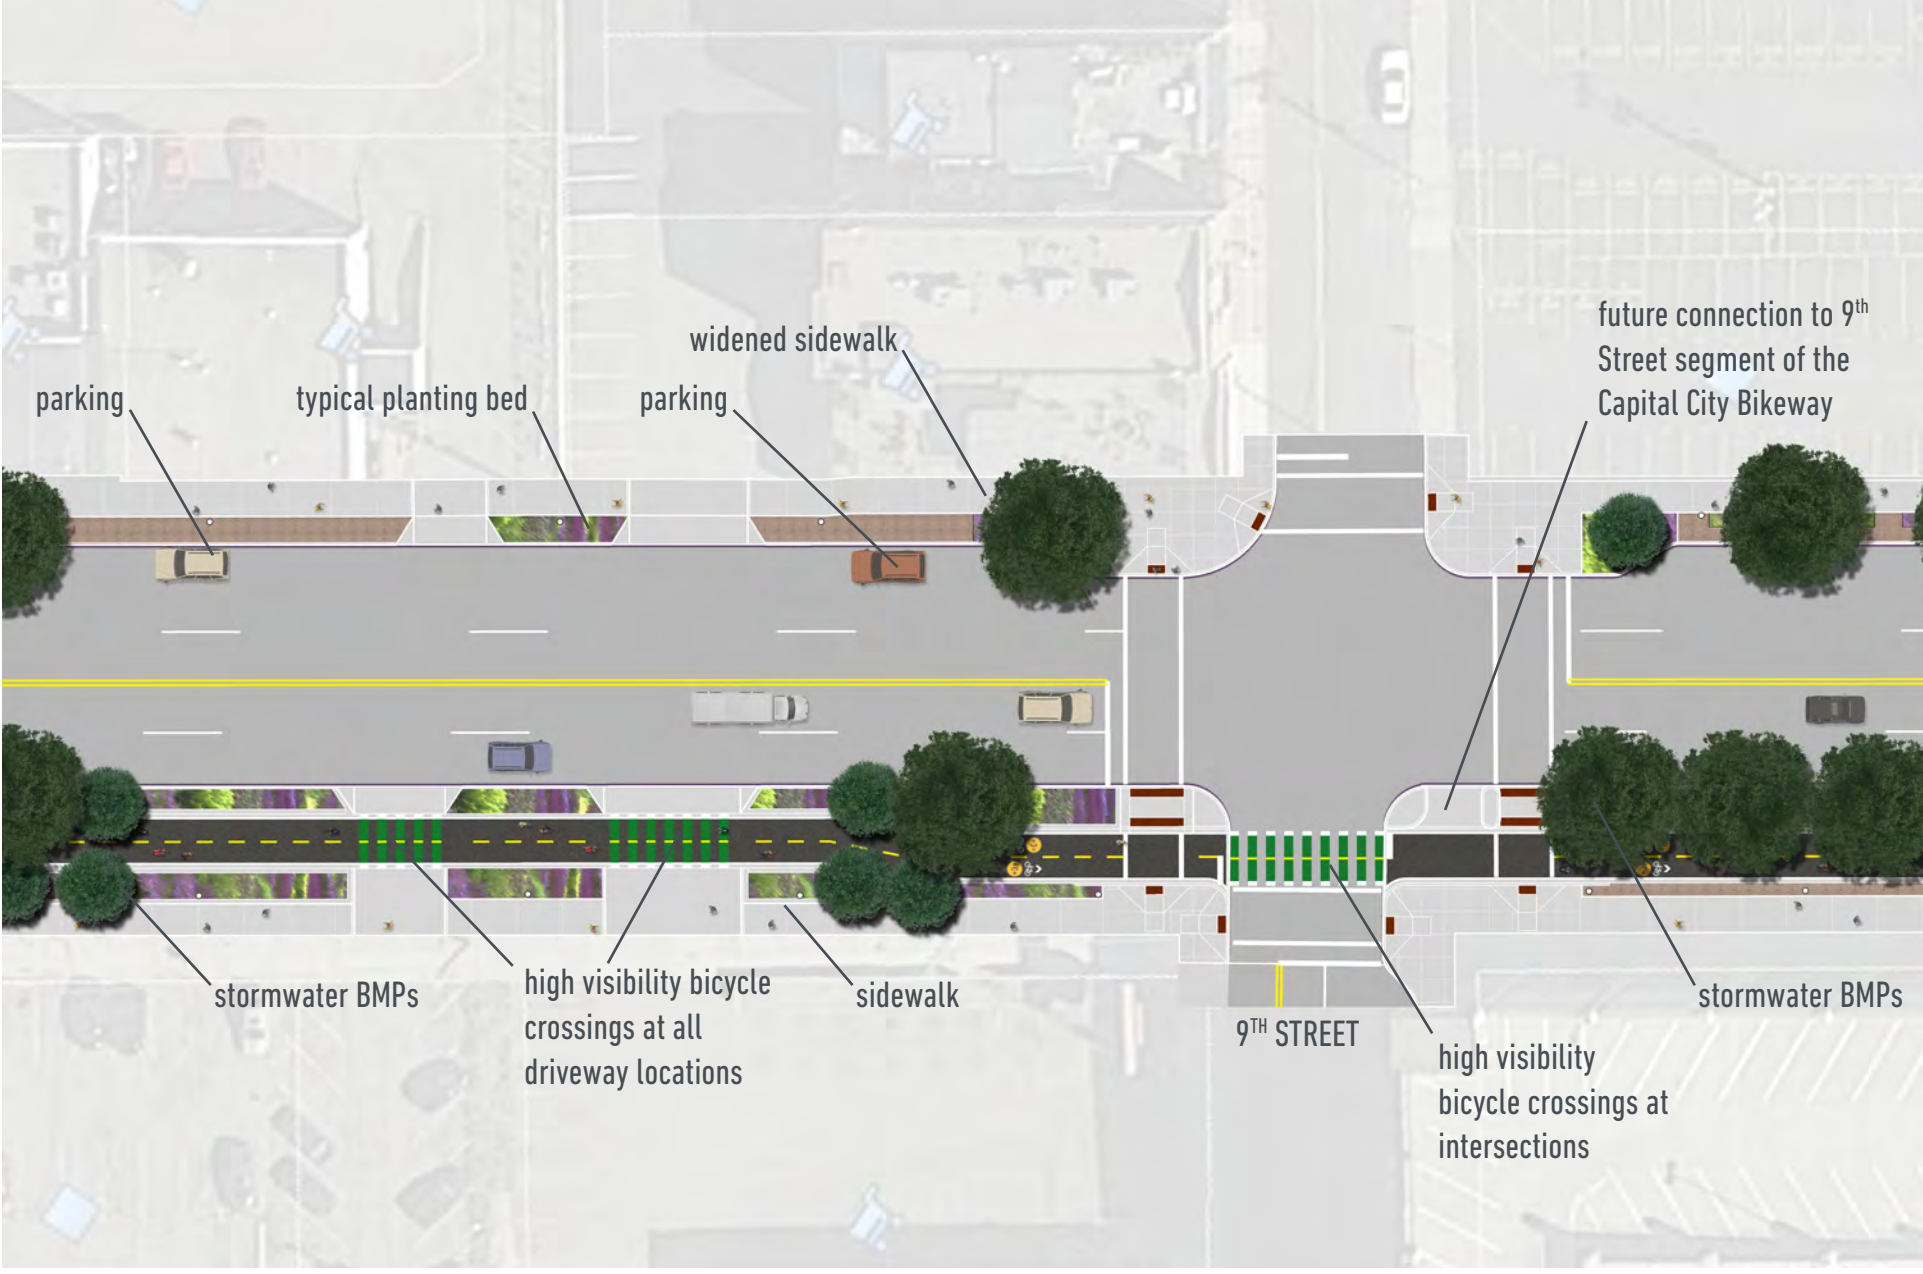 future connection to 9th
Street segment of the
Capital City Bikeway
widened sidewalk
parking
typical planting bed
parking
stormwater BMPs
high visibility bicycle
crossings at all
driveway locations
sidewalk
9TH STREET
high visibility
bicycle crossings at
intersections
stormwater BMPs